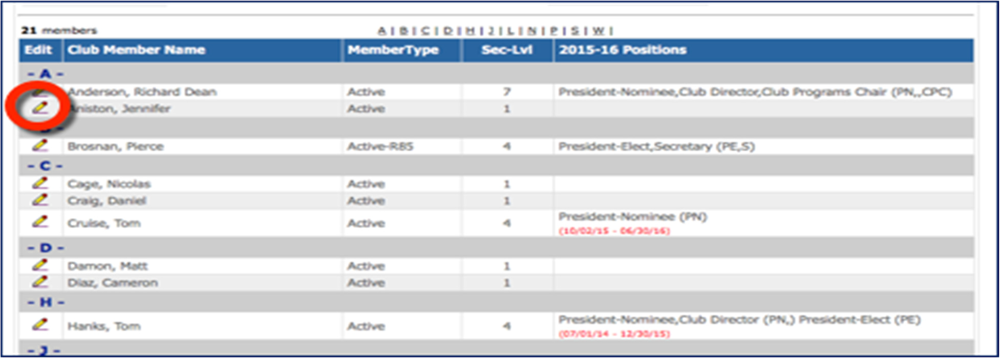 21 members A | B | C | D | H | J | L | N | P | S | W |
Edit Club Member Name MemberType Sec-Lvl 2015-16 Positions
- A -
Anderson, Richard Dean Active 7 President-Nominee,Club Director,Club Programs Chair (PN,,CPC)
Aniston, Jennifer Active 1
Brosnan, Pierce Active-R85 4 President-Elect,Secretary (PE,S)
- C -
Cage, Nicolas Active 1
Craig, Daniel Active 1
Cruise, Tom Active 4 President-Nominee (PN)
(10/02/15 - 06/30/16)
- D -
Damon, Matt Active 1
Diaz, Cameron Active 1
- H -
Hanks, Tom Active 4 President-Nominee,Club Director (PN,) President-Elect (PE)
(07/01/14 - 12/30/15)
- J -